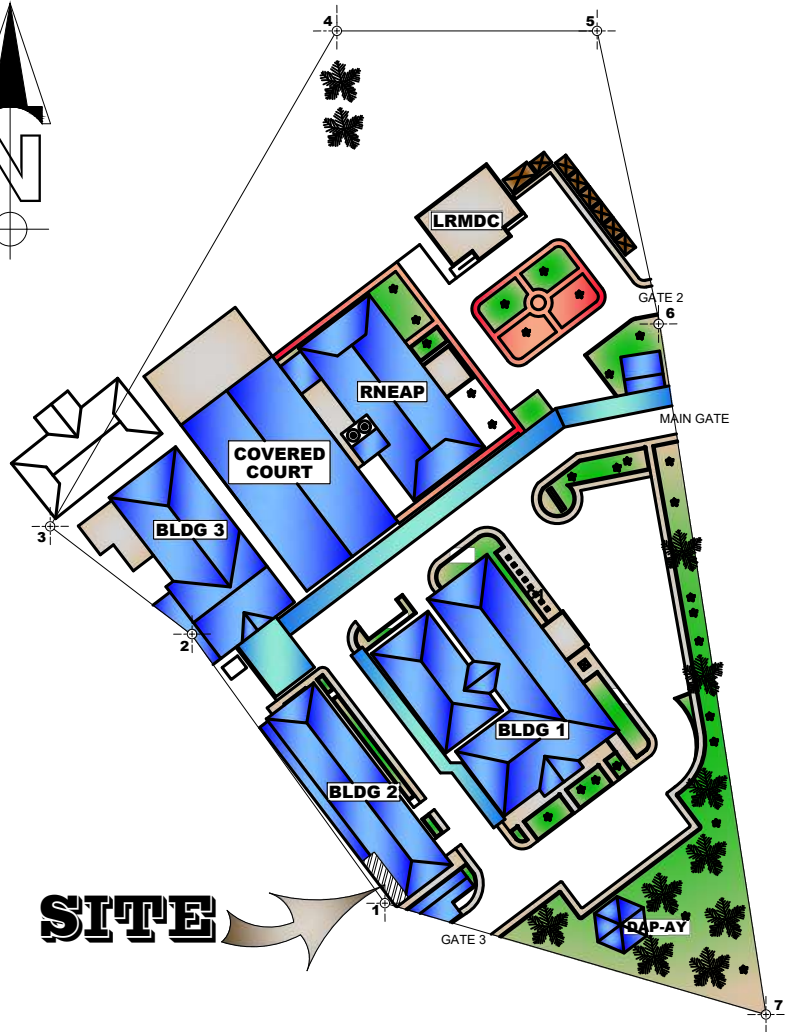 4
5
N
LRMDC
GATE 2
6
RNEAP
MAIN GATE
COVERED
COURT
BLDG 3
3
2
BLDG 1
BLDG 2
SITE
1
GATE 3
DAP-AY
7